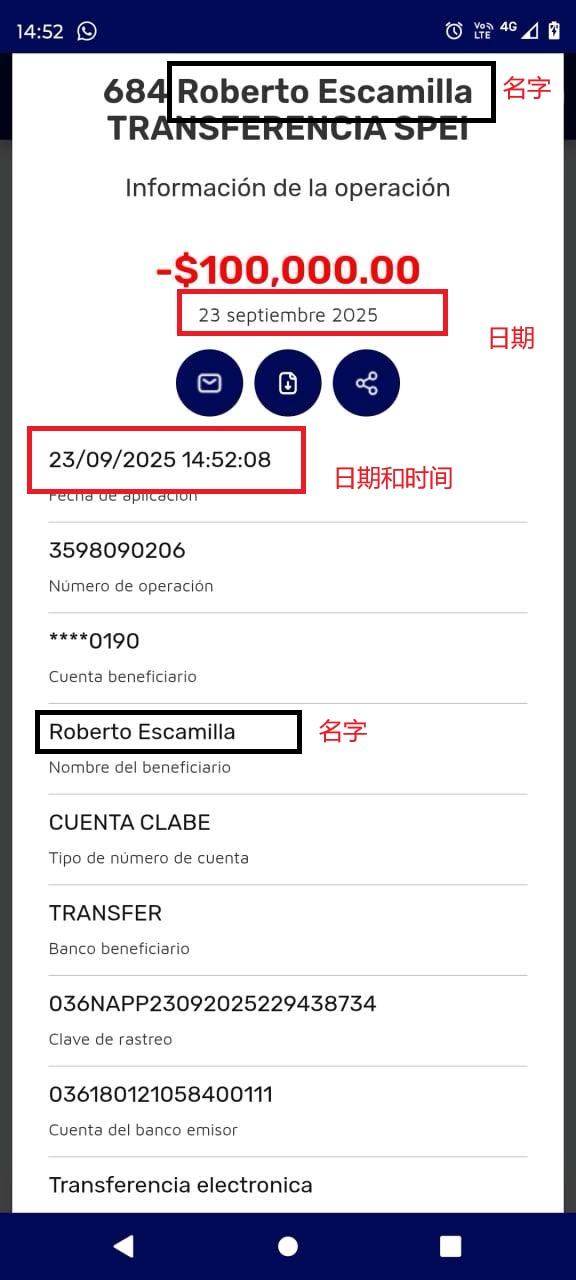 14:52
VoLTE 4G
684 Roberto Escamilla
名字
TRANSFERENCIA SPEI
Información de la operación
-$100,000.00
23 septiembre 2025
日期
23/09/2025 14:52:08
日期和时间
Fecha de aplicación
3598090206
Número de operación
****0190
Cuenta beneficiario
Roberto Escamilla
名字
Nombre del beneficiario
CUENTA CLABE
Tipo de número de cuenta
TRANSFER
Banco beneficiario
036NAPP23092025229438734
Clave de rastreo
036180121058400111
Cuenta del banco emisor
Transferencia electronica